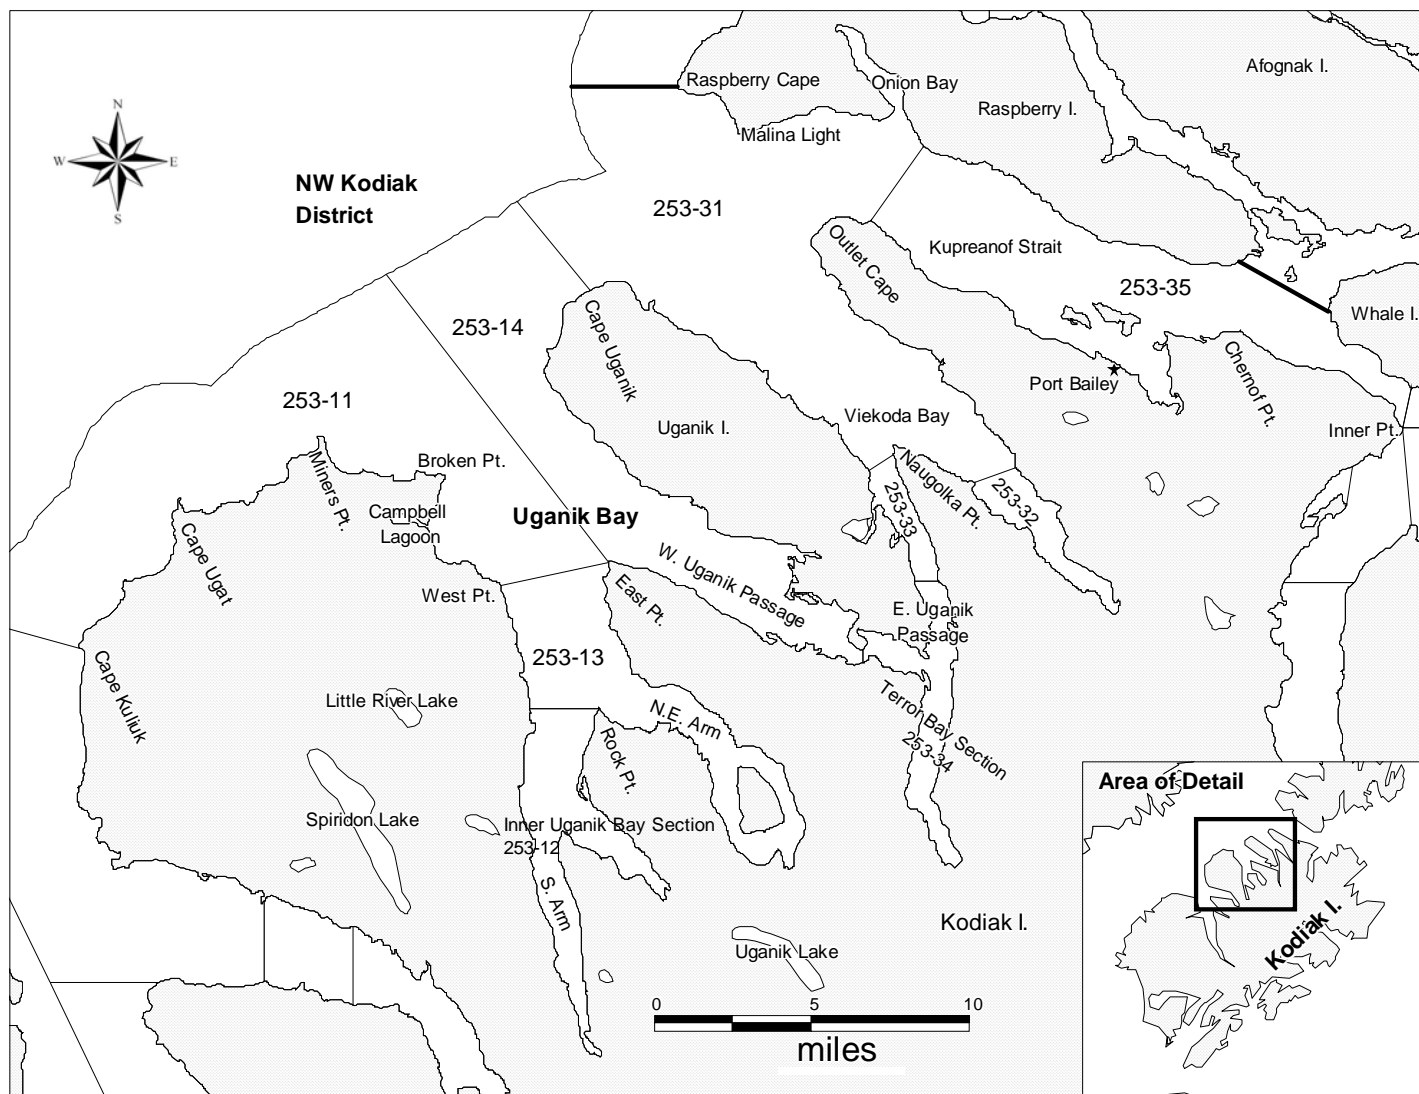 Raspberry Cape
Onion Bay
Afognak I.
Raspberry I.
Malina Light
N
W
E
S
NW Kodiak
District
253-31
Outlet Cape
Kupreanof Strait
253-35
Whale I.
253-14
Cape Uganik
Port Bailey
Chernof Pt.
253-11
Viekoda Bay
Uganik I.
Inner Pt.
Miners Pt.
Broken Pt.
Naugolka Pt.
253-33
253-32
Campbell
Lagoon
Uganik Bay
Cape Ugat
W. Uganik Passage
West Pt.
East Pt.
E. Uganik
Passage
253-13
Cape Kuliuk
Little River Lake
N.E. Arm
Terror Bay Section
253-34
Rock Pt.
Spiridon Lake
Inner Uganik Bay Section
253-12
S. Arm
Kodiak I.
Uganik Lake
0
5
10
miles
Area of Detail
Kodiak I.